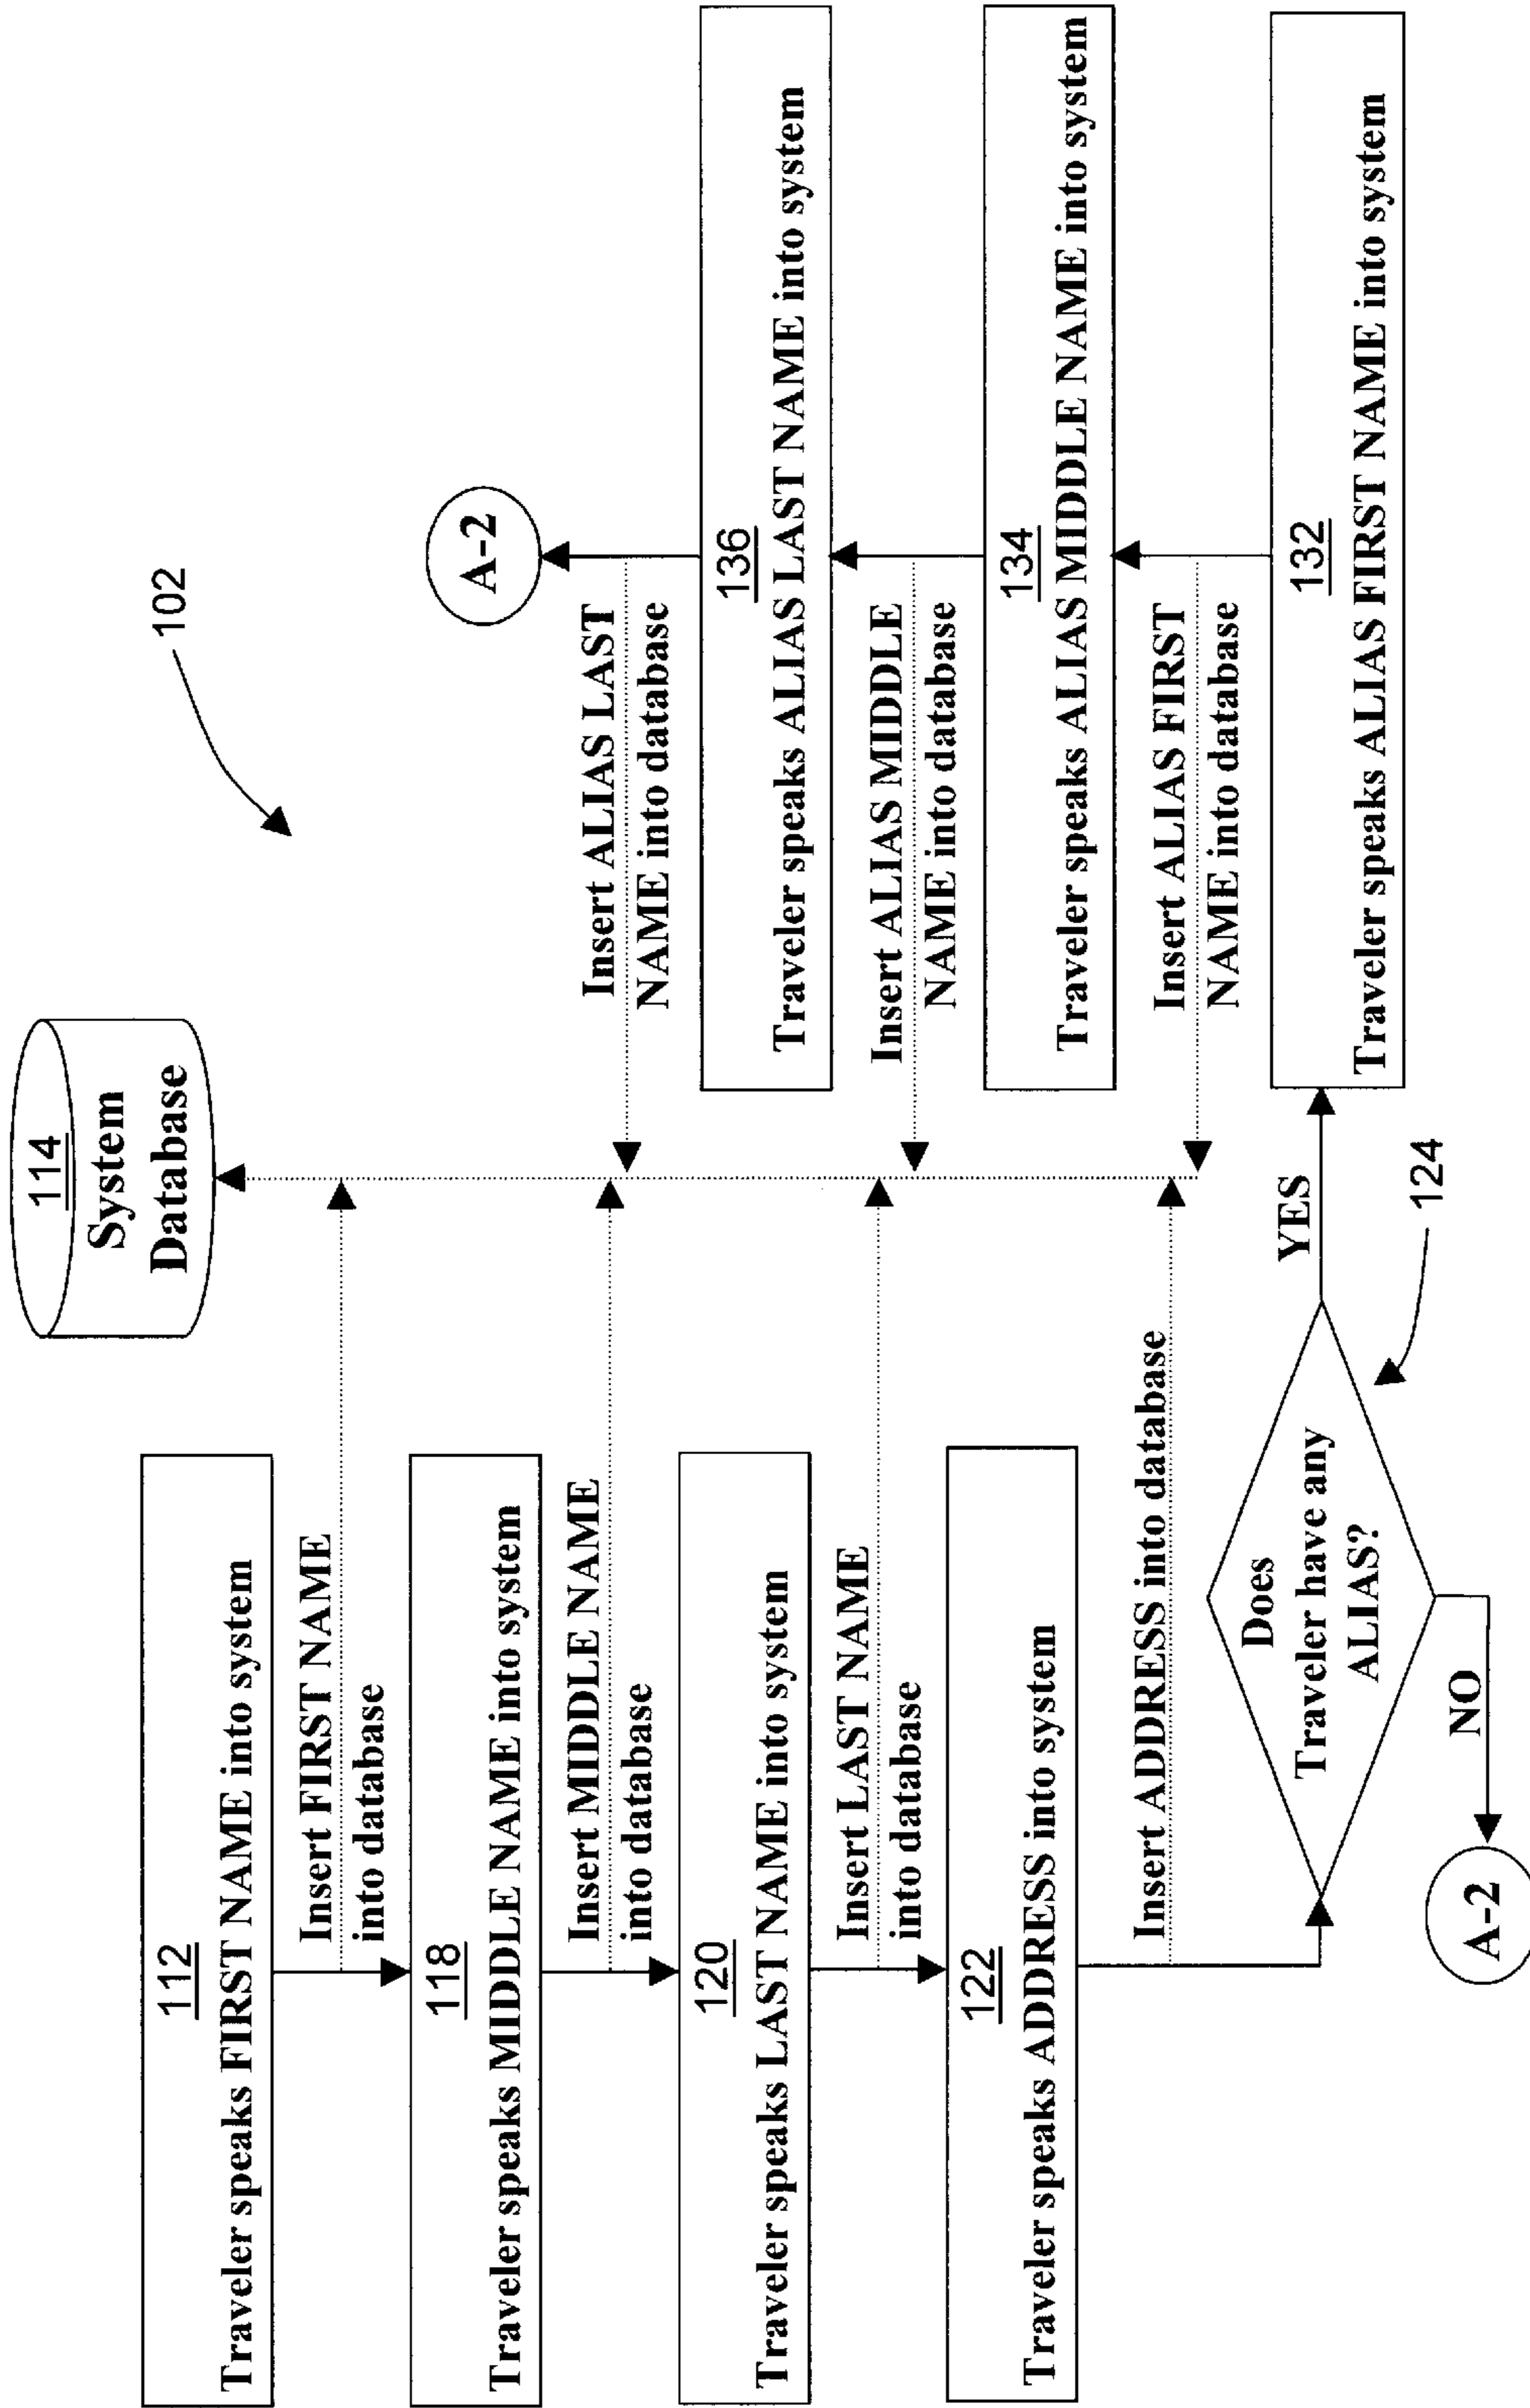 112
Traveler speaks FIRST NAME into system
Insert FIRST NAME
into database
118
Traveler speaks MIDDLE NAME into system
Insert MIDDLE NAME
into database
120
Traveler speaks LAST NAME into system
Insert LAST NAME
into database
122
Traveler speaks ADDRESS into system
Insert ADDRESS into database
Does
Traveler have any
ALIAS?
124
NO
A-2
YES
114
System
Database
102
A-2
Insert ALIAS LAST
NAME into database
136
Traveler speaks ALIAS LAST NAME into system
Insert ALIAS MIDDLE
NAME into database
134
Traveler speaks ALIAS MIDDLE NAME into system
Insert ALIAS FIRST
NAME into database
132
Traveler speaks ALIAS FIRST NAME into system